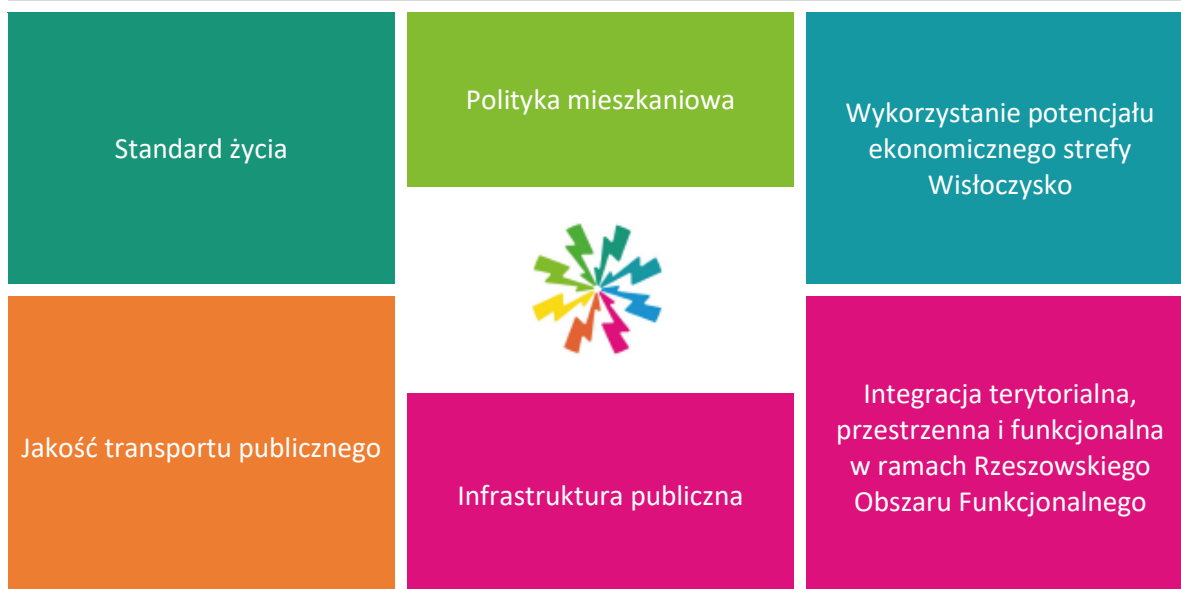 Standard życia
Polityka mieszkaniowa
Wykorzystanie potencjału
ekonomicznego strefy
Wisłoczysko
Jakość transportu publicznego
Infrastruktura publiczna
Integracja terytorialna,
przestrzenna i funkcjonalna
w ramach Rzeszowskiego
Obszaru Funkcjonalnego